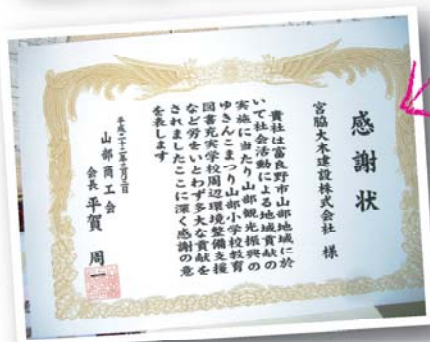 感謝状
宮脇土木建設株式会社 様
貴社は富良野市山部地域に於
いて社会活動による地域貢献の
実施に当たり山部観光振興の
ゆきんこまつり山部小学校教育
図書充実学校周辺環境整備支援
など労をいとわず多大な貢献を
されましたここに深く感謝の意
を表します
平成二十二年三月三日
山部商工会
会長 平賀 周一